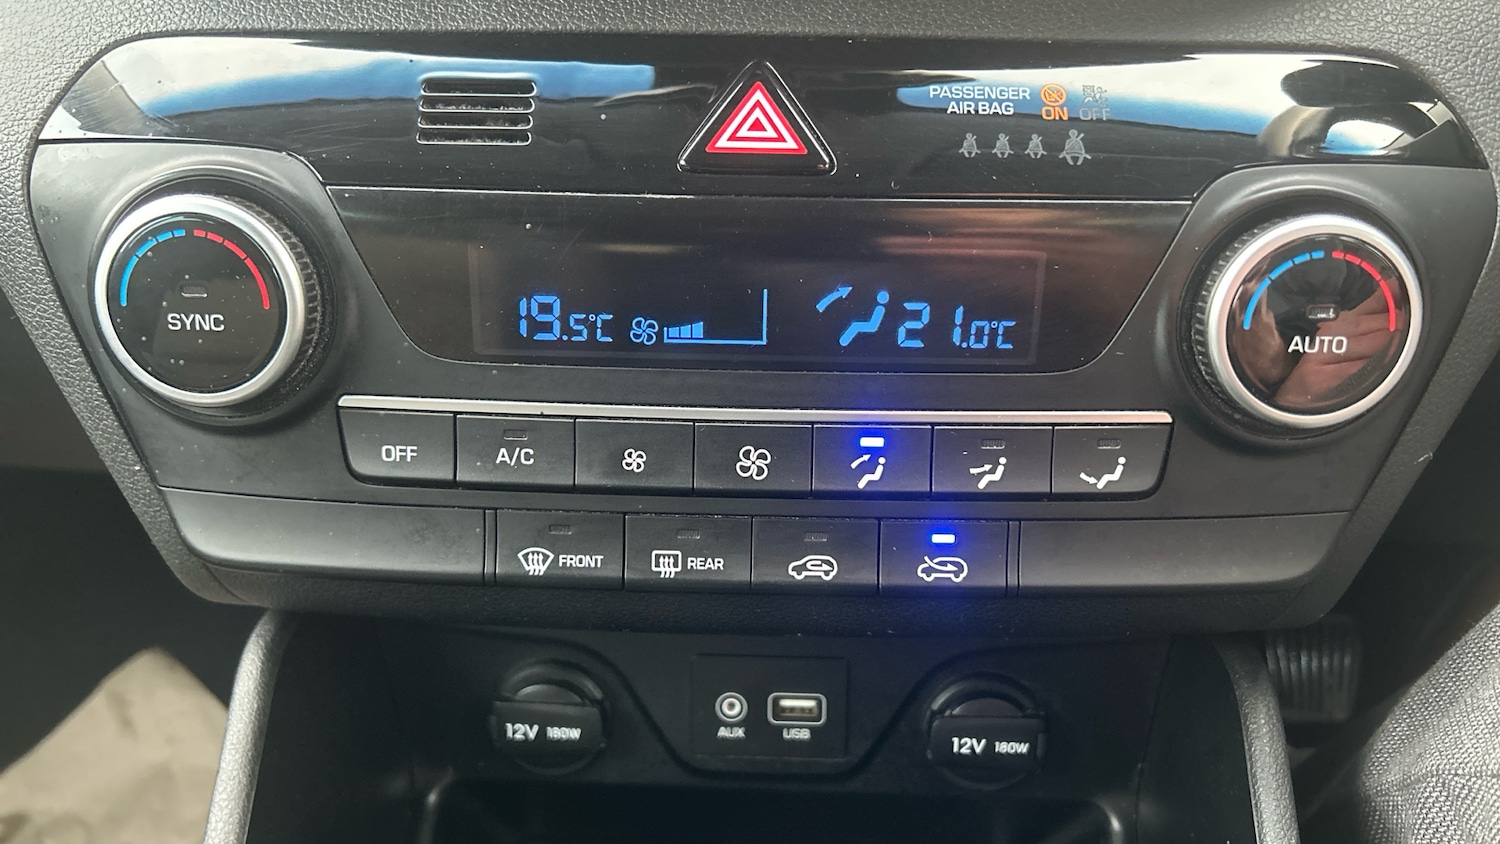 PASSENGER
AIR BAG
ON OFF
SYNC
19.5°C
21.0°C
AUTO
OFF
A/C
FRONT
REAR
12V 180W
AUX
USB
12V 180W